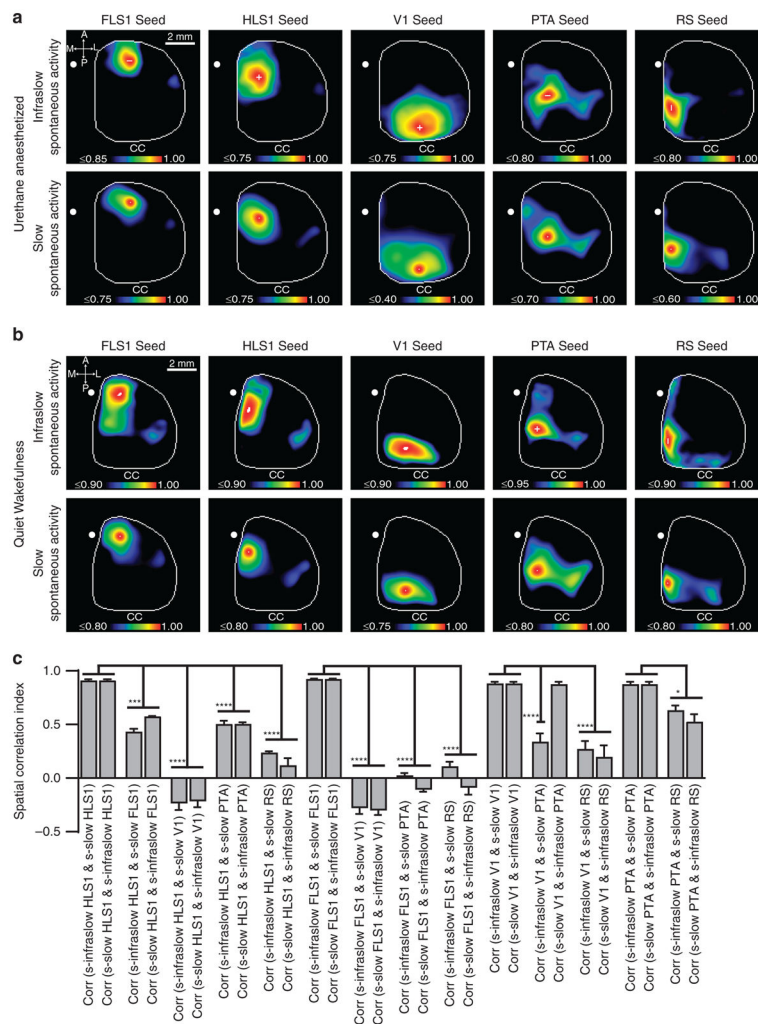 a
FLS1 Seed HLS1 Seed V1 Seed PTA Seed RS Seed
Urethane anaesthetized
Infraslow
spontaneous activity
A
M L
P
2 mm
CC CC CC CC CC
≤0.85 1.00 ≤0.75 1.00 ≤0.75 1.00 ≤0.80 1.00 ≤0.80 1.00
Slow
spontaneous activity
CC CC CC CC CC
≤0.75 1.00 ≤0.75 1.00 ≤0.40 1.00 ≤0.70 1.00 ≤0.60 1.00
b
FLS1 Seed HLS1 Seed V1 Seed PTA Seed RS Seed
Quiet Wakefulness
Infraslow
spontaneous activity
A
M L
P
2 mm
CC CC CC CC CC
≤0.90 1.00 ≤0.90 1.00 ≤0.90 1.00 ≤0.95 1.00 ≤0.90 1.00
Slow
spontaneous activity
CC CC CC CC CC
≤0.80 1.00 ≤0.80 1.00 ≤0.80 1.00 ≤0.80 1.00 ≤0.80 1.00
c
Spatial correlation index
1.0
0.5
0.0
−0.5
*** **** **** **** **** **** **** **** **** *
Corr (s-infraslow HLS1 & s-slow HLS1)
Corr (s-slow HLS1 & s-infraslow HLS1)
Corr (s-infraslow HLS1 & s-slow FLS1)
Corr (s-slow HLS1 & s-infraslow FLS1)
Corr (s-infraslow HLS1 & s-slow V1)
Corr (s-slow HLS1 & s-infraslow V1)
Corr (s-infraslow HLS1 & s-slow PTA)
Corr (s-slow HLS1 & s-infraslow PTA)
Corr (s-infraslow HLS1 & s-slow RS)
Corr (s-slow HLS1 & s-infraslow RS)
Corr (s-infraslow FLS1 & s-slow FLS1)
Corr (s-slow FLS1 & s-infraslow FLS1)
Corr (s-infraslow FLS1 & s-slow V1)
Corr (s-slow FLS1 & s-infraslow V1)
Corr (s-infraslow FLS1 & s-slow PTA)
Corr (s-slow FLS1 & s-infraslow PTA)
Corr (s-infraslow FLS1 & s-slow RS)
Corr (s-slow FLS1 & s-infraslow RS)
Corr (s-infraslow V1 & s-slow V1)
Corr (s-slow V1 & s-infraslow V1)
Corr (s-infraslow V1 & s-slow PTA)
Corr (s-slow V1 & s-infraslow PTA)
Corr (s-infraslow V1 & s-slow RS)
Corr (s-slow V1 & s-infraslow RS)
Corr (s-infraslow PTA & s-slow PTA)
Corr (s-slow PTA & s-infraslow PTA)
Corr (s-infraslow PTA & s-slow RS)
Corr (s-slow PTA & s-infraslow RS)